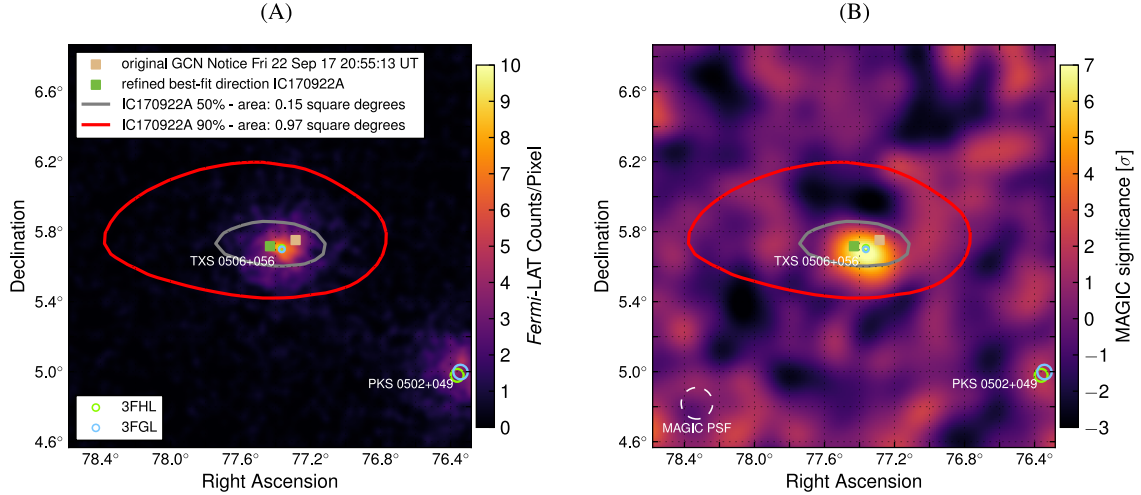 (A)
original GCN Notice Fri 22 Sep 17 20:55:13 UT
refined best-fit direction IC170922A
IC170922A 50% - area: 0.15 square degrees
IC170922A 90% - area: 0.97 square degrees
TXS 0506+056
PKS 0502+049
3FHL
3FGL
6.6°
6.2°
5.8°
5.4°
5.0°
4.6°
Declination
78.4°
78.0°
77.6°
77.2°
76.8°
76.4°
Right Ascension
10
9
8
7
6
5
4
3
2
1
0
Fermi-LAT Counts/Pixel
(B)
TXS 0506+056
PKS 0502+049
MAGIC PSF
6.6°
6.2°
5.8°
5.4°
5.0°
4.6°
Declination
78.4°
78.0°
77.6°
77.2°
76.8°
76.4°
Right Ascension
7
6
5
4
3
2
1
0
−1
−2
−3
MAGIC significance [σ]